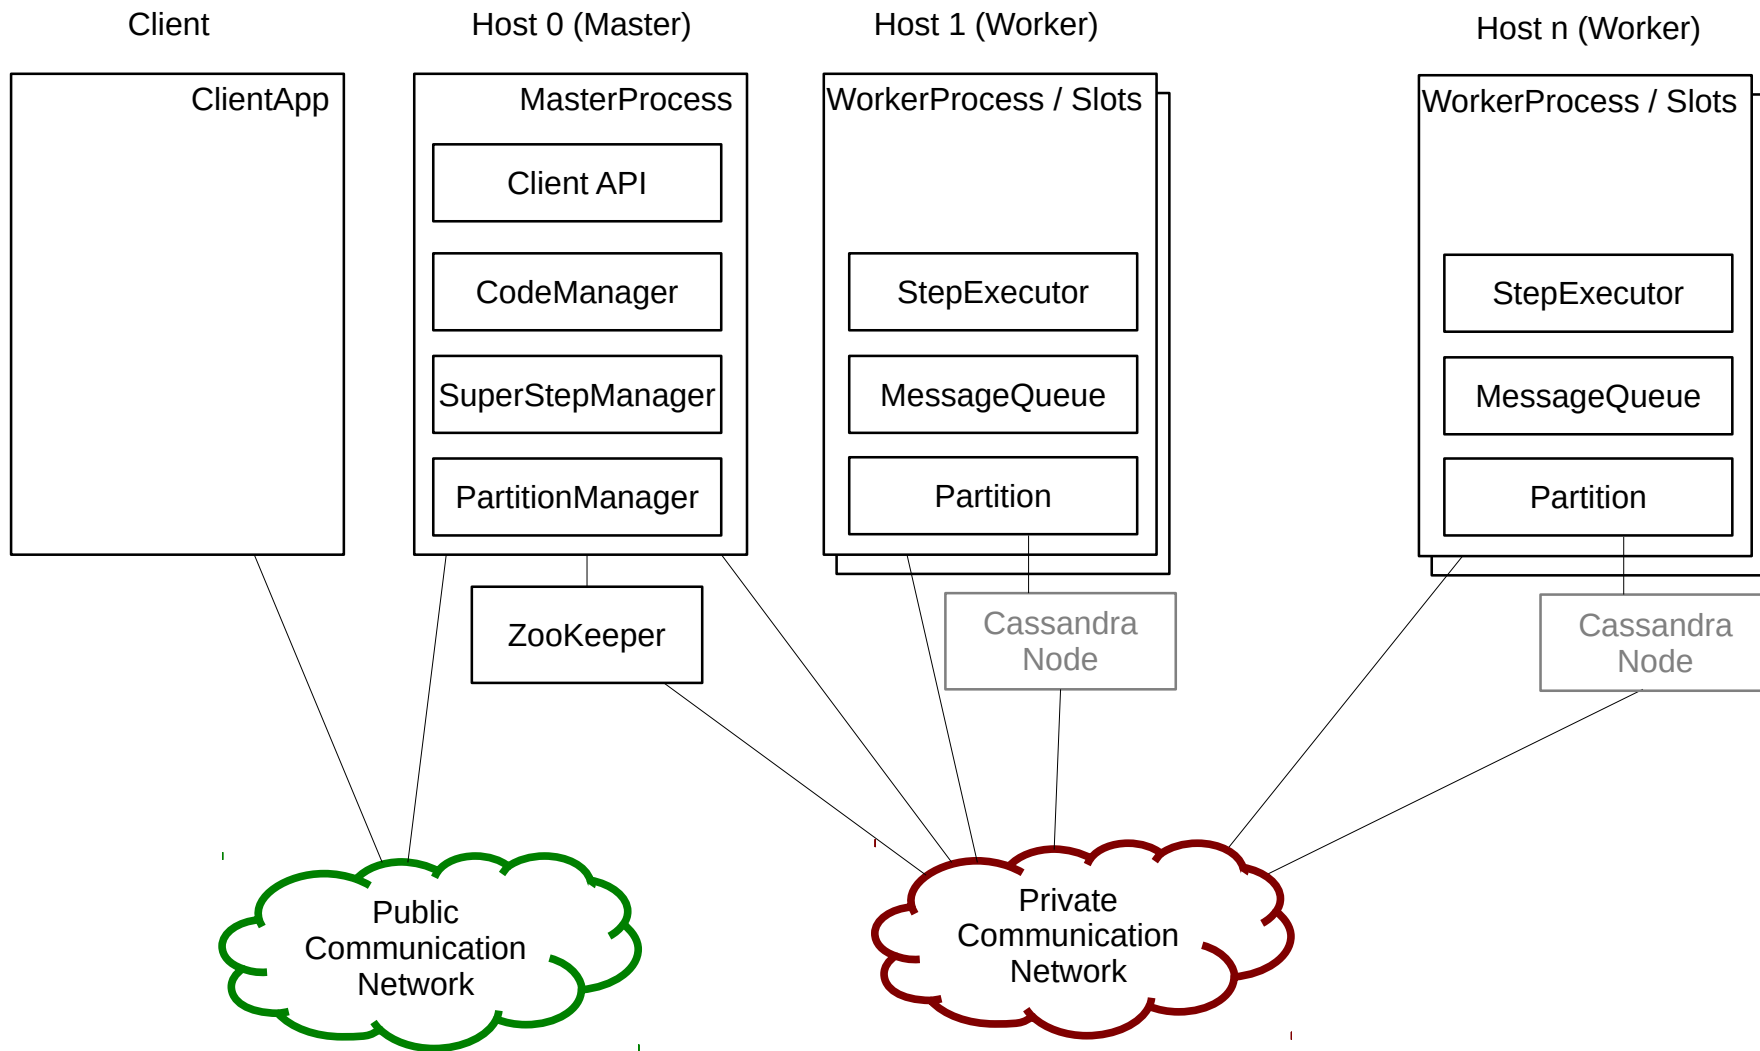 Client
Host 0 (Master)
Host 1 (Worker)
Host n (Worker)
ClientApp
MasterProcess
Client API
CodeManager
SuperStepManager
PartitionManager
ZooKeeper
WorkerProcess / Slots
StepExecutor
MessageQueue
Partition
Cassandra
Node
WorkerProcess / Slots
StepExecutor
MessageQueue
Partition
Cassandra
Node
Public
Communication
Network
Private
Communication
Network